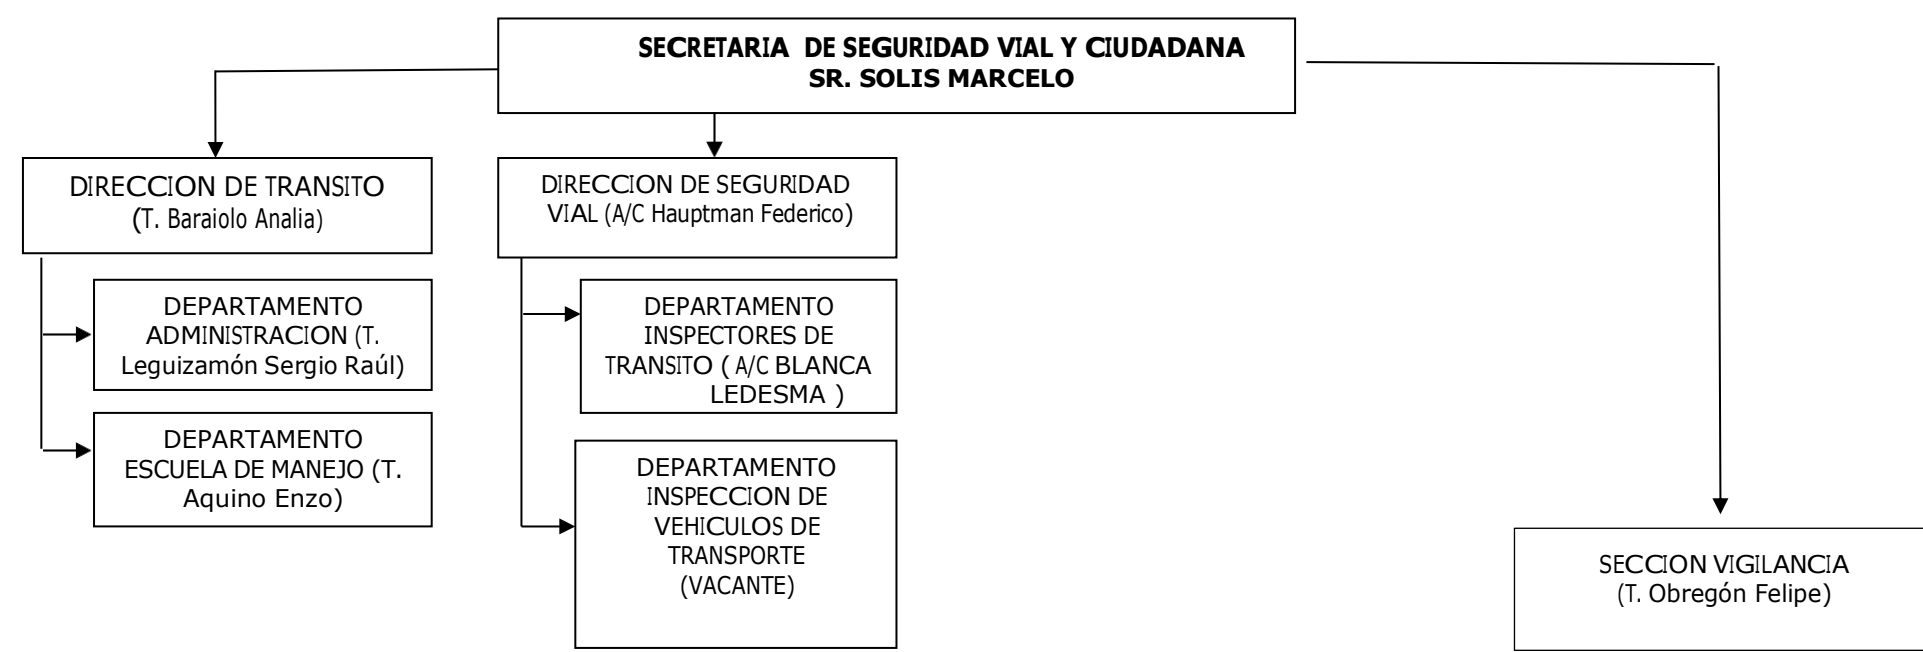 SECRETARIA DE SEGURIDAD VIAL Y CIUDADANA
SR. SOLIS MARCELO
DIRECCION DE TRANSITO
(T. Baraiolo Analia)
DEPARTAMENTO
ADMINISTRACION (T.
Leguizamón Sergio Raúl)
DEPARTAMENTO
ESCUELA DE MANEJO (T.
Aquino Enzo)
DIRECCION DE SEGURIDAD
VIAL (A/C Hauptman Federico)
DEPARTAMENTO
INSPECTORES DE
TRANSITO ( A/C BLANCA
LEDESMA )
DEPARTAMENTO
INSPECCION DE
VEHICULOS DE
TRANSPORTE
(VACANTE)
SECCION VIGILANCIA
(T. Obregón Felipe)